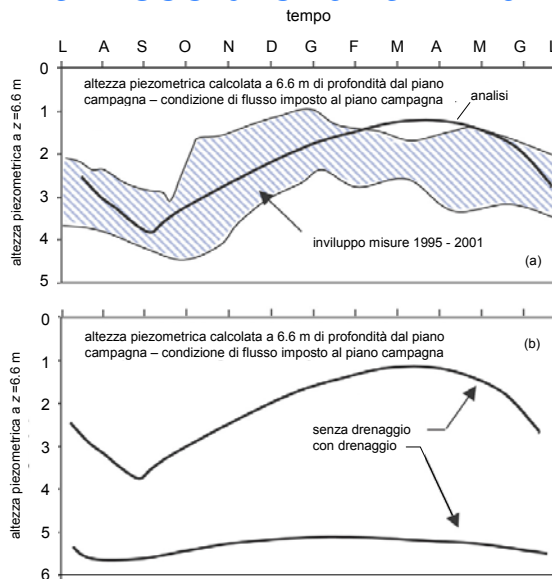 tempo
L A S O N D G F M A M G L
0
1
2
3
4
5
altezza piezometrica a z =6.6 m
altezza piezometrica calcolata a 6.6 m di profondità dal piano
campagna – condizione di flusso imposto al piano campagna
analisi
inviluppo misure 1995 - 2001
(a)
0
1
2
3
4
5
6
altezza piezometrica a z =6.6 m
altezza piezometrica calcolata a 6.6 m di profondità dal piano
campagna – condizione di flusso imposto al piano campagna
(b)
senza drenaggio
con drenaggio